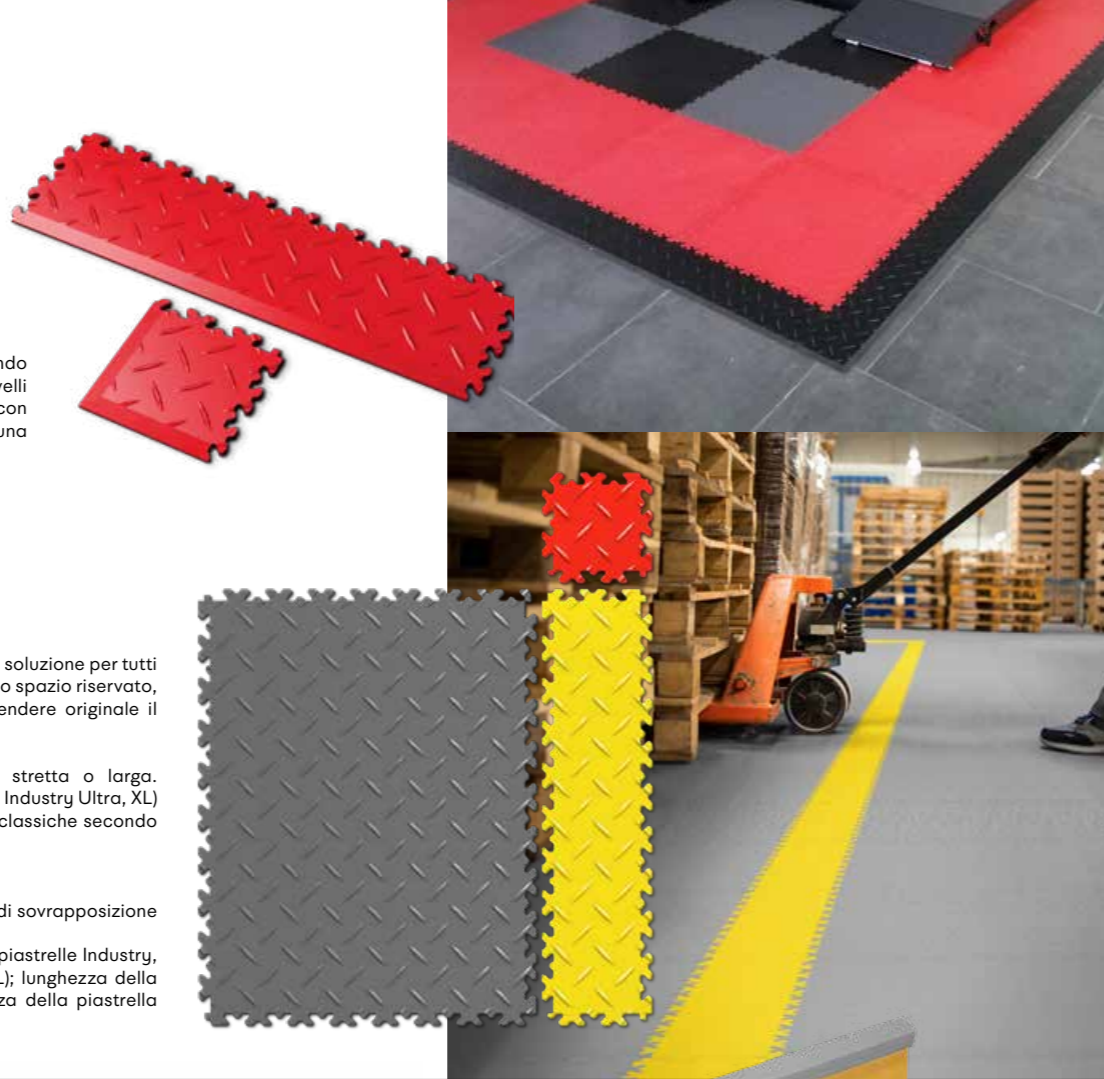 ndo
velli
con
una
soluzione per tutti
o spazio riservato,
endere originale il
stretta o larga.
Industry Ultra, XL)
classiche secondo
di sovrapposizione
piastrelle Industry,
L); lunghezza della
za della piastrella